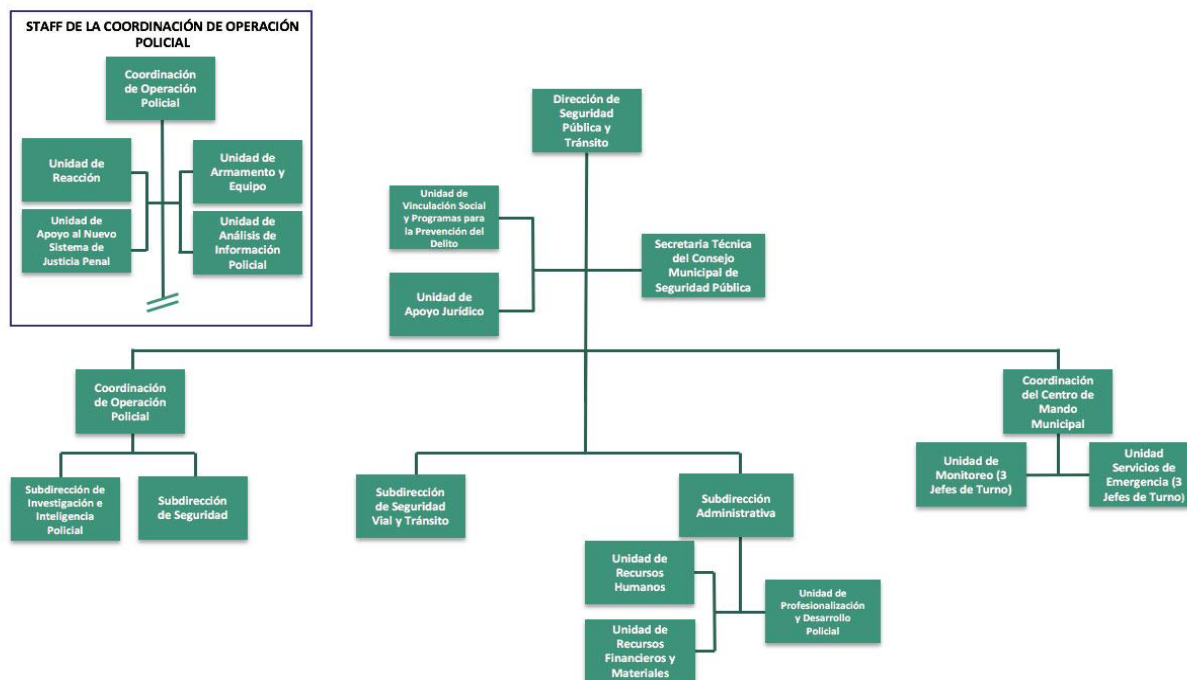 STAFF DE LA COORDINACIÓN DE OPERACIÓN
POLICIAL
Coordinación
de Operación
Policial
Unidad de
Reacción
Unidad de
Armamento y
Equipo
Unidad de
Apoyo al Nuevo
Sistema de
Justicia Penal
Unidad de
Análisis de
Información
Policial
Dirección de
Seguridad
Pública y
Tránsito
Unidad de
Vinculación Social
y Programas para
la Prevención del
Delito
Secretaria Técnica
del Consejo
Municipal de
Seguridad Pública
Unidad de
Apoyo Jurídico
Coordinación
de Operación
Policial
Coordinación
del Centro de
Mando
Municipal
Subdirección de
Investigación e
Inteligencia
Policial
Subdirección
de Seguridad
Subdirección
de Seguridad
Vial y Tránsito
Subdirección
Administrativa
Unidad de
Monitoreo (3
Jefes de Turno)
Unidad
Servicios de
Emergencia (3
Jefes de Turno)
Unidad de
Recursos
Humanos
Unidad de
Profesionalización
y Desarrollo
Policial
Unidad de
Recursos
Financieros y
Materiales